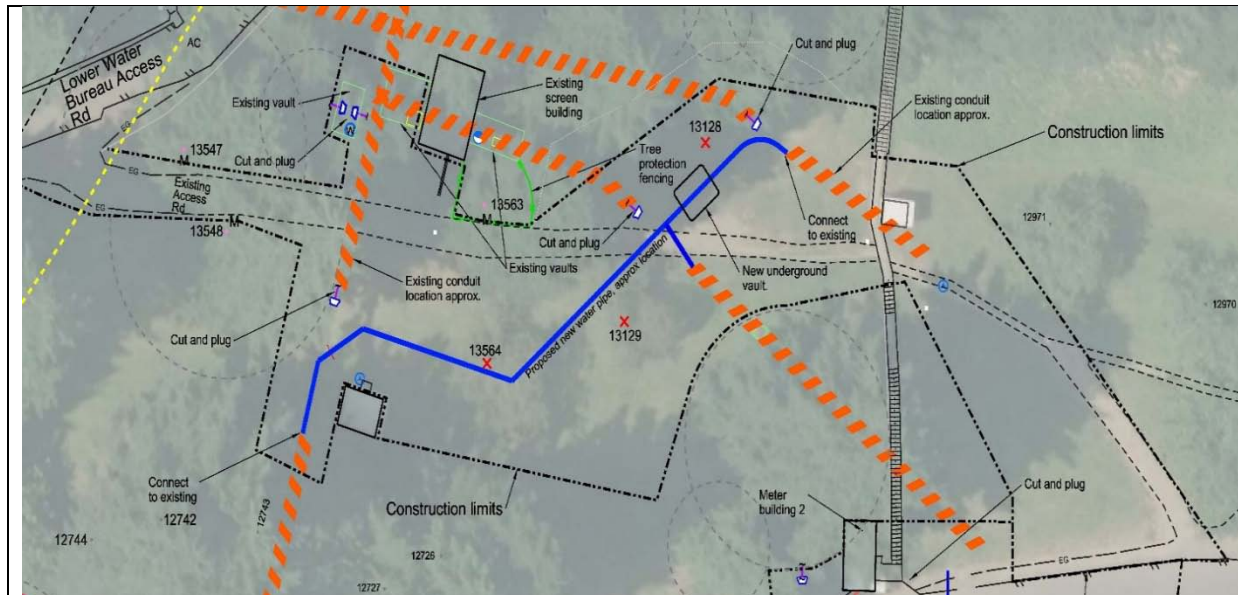 Lower Water
Bureau Access
Rd
AC
EG
Existing vault
Cut and plug
13547
M
Existing
Access
Rd
EG
M
13548
Existing
screen
building
Tree
protection
fencing
13563
M
Existing vaults
Cut and plug
Cut and plug
13128
Existing conduit
location approx.
Construction limits
Connect
to existing
New underground
vault.
12971
12970
Existing conduit
location approx.
Cut and plug
Proposed new water pipe, approx location
13129
13564
Connect
to existing
12742
12743
12744
Construction limits
12726
12727
Meter
building 2
Cut and plug
EG